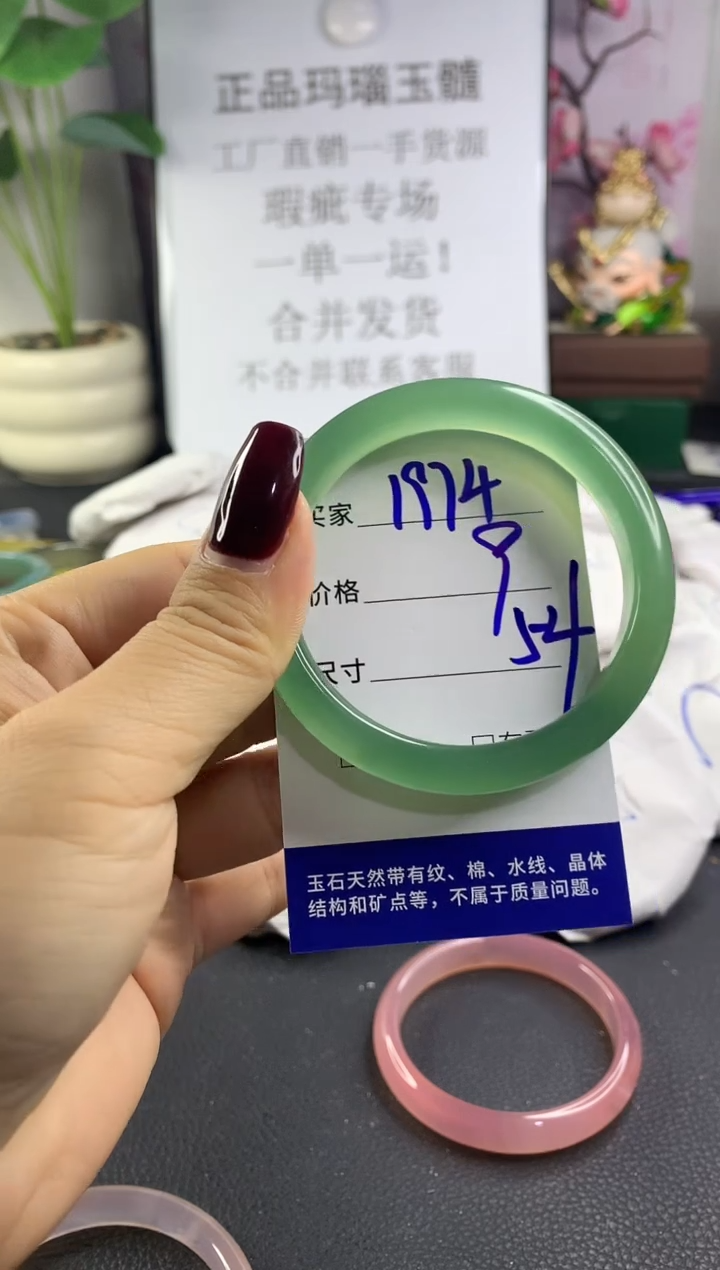 正品玛瑙玉髓
工厂直销一手货源
瑕疵专场
一单一运!
合并发货
不合并联系客服
买家 1974
价格 9
尺寸 54
玉石天然带有纹、棉、水线、晶体
结构和矿点等，不属于质量问题。